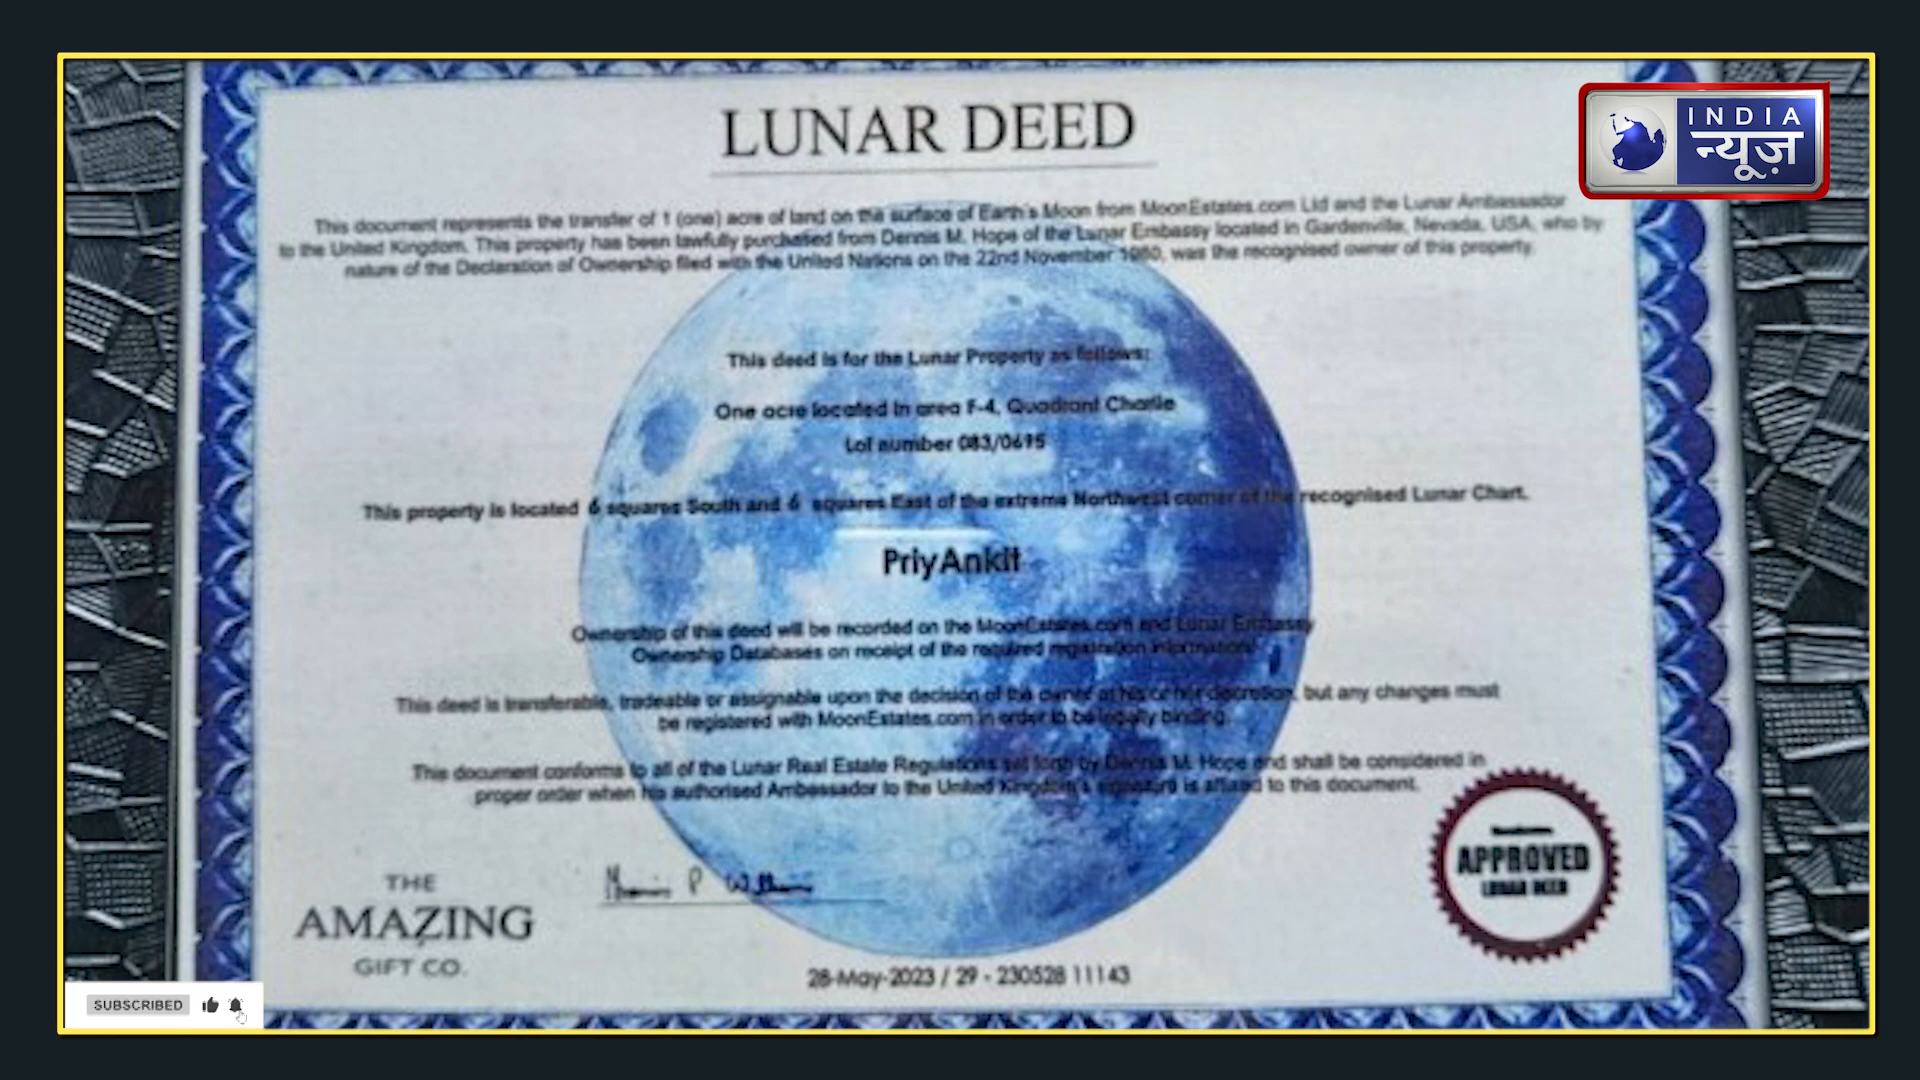 LUNAR DEED
INDIA
न्यूज़
This document represents the transfer of 1 (one) acre of land on the surface of Earth's Moon from MoonEstates.com Ltd and the Lunar Ambassador
to the United Kingdom. This property has been lawfully purchased from Dennis M. Hope of the Lunar Embassy located in Gardenville, Nevada, USA, who by
nature of the Declaration of Ownership filed with the United Nations on the 22nd November 1980, was the recognised owner of this property.
This deed is for the Lunar Property as follows:
One acre located in area F-4, Quadrant Charlie
Lot number 083/0695
This property is located 6 squares South and 6 squares East of the extreme Northwest corner of the recognised Lunar Chart.
PriyAnkit
Ownership of this deed will be recorded on the MoonEstates.com and Lunar Embassy
Ownership Databases on receipt of the required registration information.
This deed is transferable, tradeable or assignable upon the decision of the owner at his or her discretion, but any changes must
be registered with MoonEstates.com in order to be legally binding.
This document conforms to all of the Lunar Real Estate Regulations set forth by Dennis M. Hope and shall be considered in
proper order when his authorised Ambassador to the United Kingdom's signature is affixed to this document.
APPROVED
LUNAR DEED
THE
AMAZING
GIFT CO.
28-May-2023 / 29 - 230528 11143
SUBSCRIBED